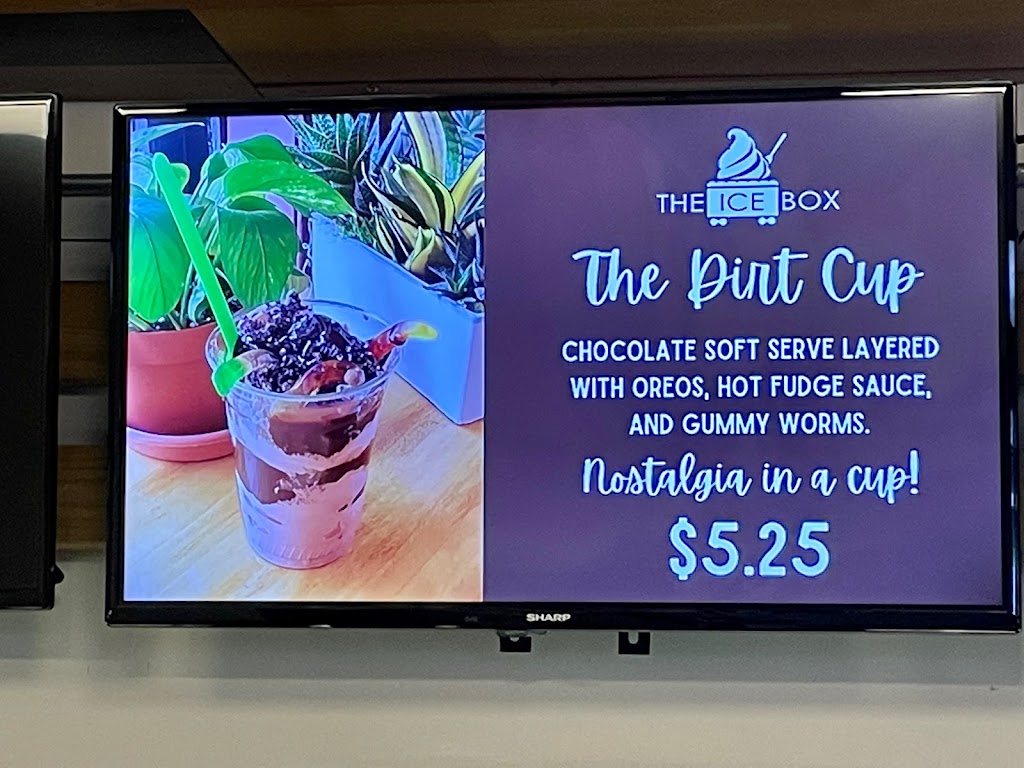 THE ICE BOX
The Dirt Cup
CHOCOLATE SOFT SERVE LAYERED
WITH OREOS, HOT FUDGE SAUCE,
AND GUMMY WORMS.
Nostalgia in a cup!
$5.25
SHARP